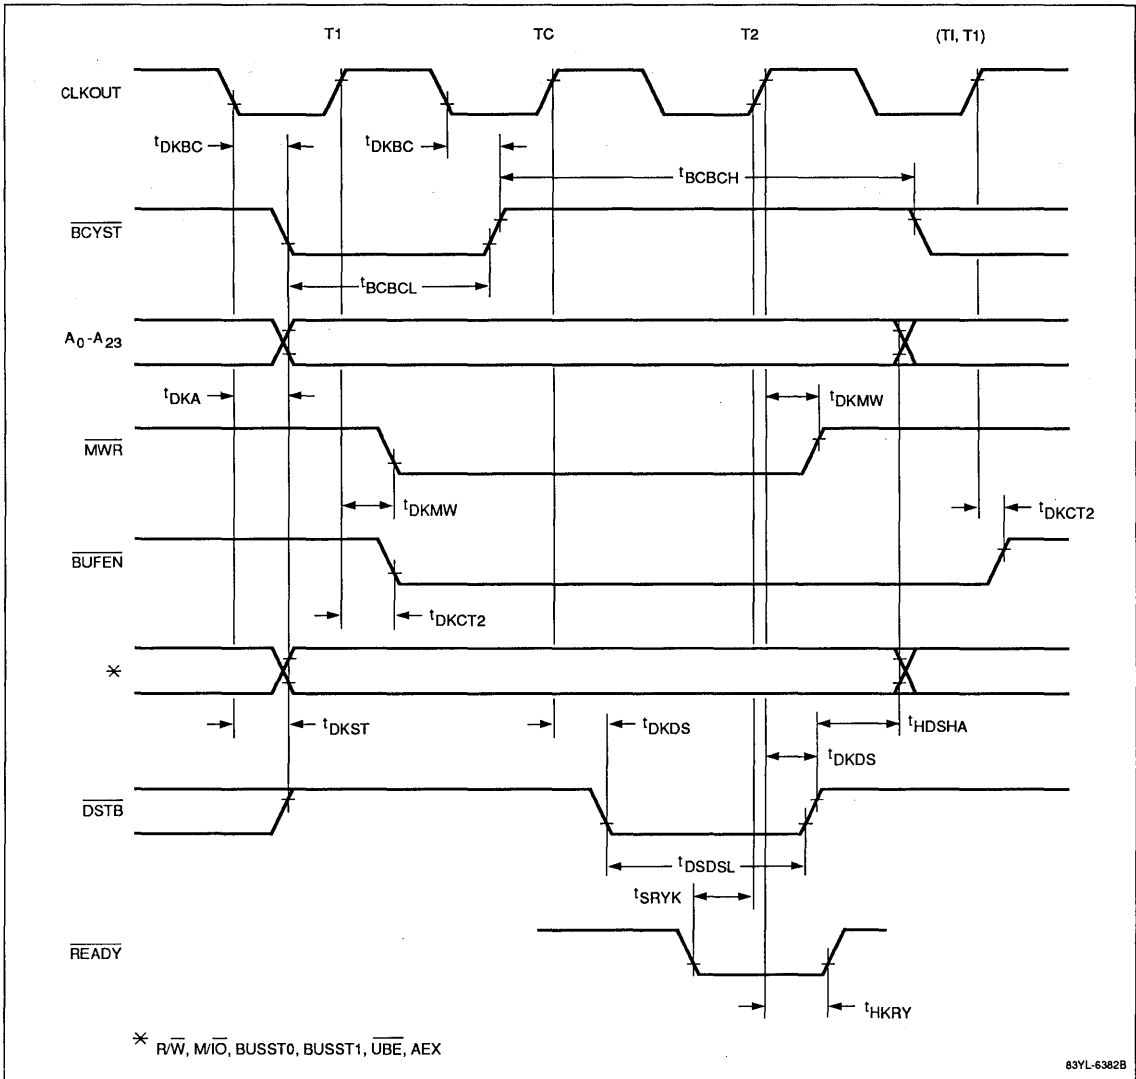 T1 TC T2 (TI, T1)
CLKOUT
tDKBC tDKBC
tBCBCH
BCYST
tBCBCL
A0-A23
tDKA tDKMW
MWR
tDKMW tDKCT2
BUFEN
tDKCT2
*
tDKST tDKDS tHDSHA
tDKDS
DSTB
tDSDSL
tSRYK
READY
tHKRY
* R/W, M/IO, BUSST0, BUSST1, UBE, AEX
83YL-6382B